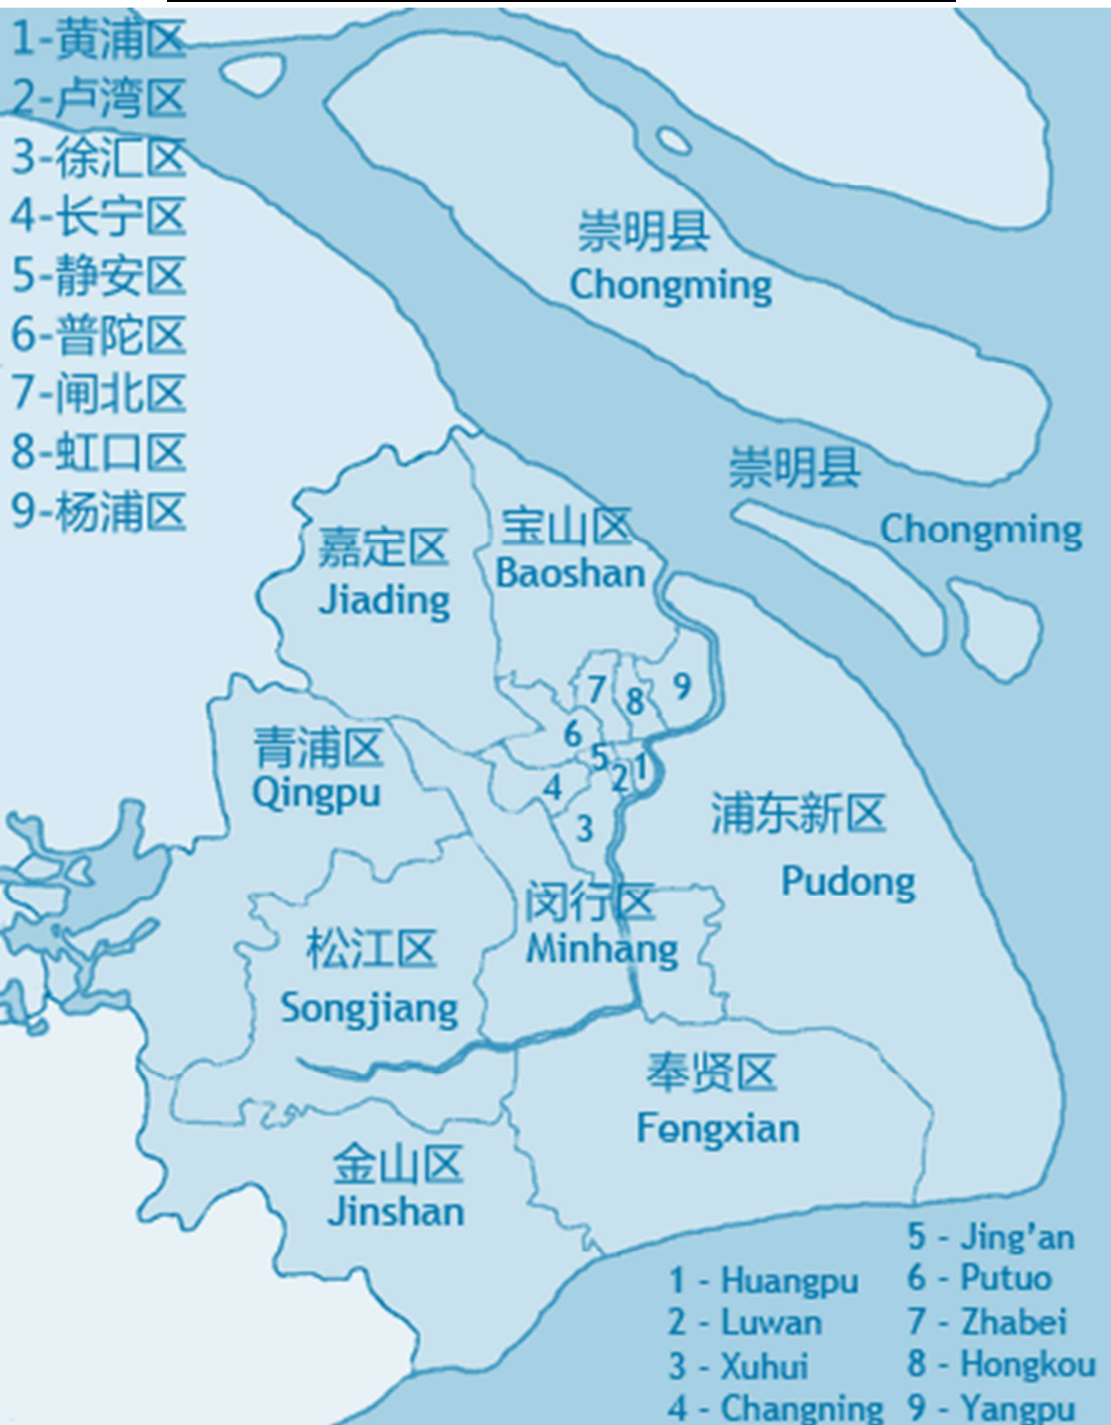 1-黄浦区
2-卢湾区
3-徐汇区
4-长宁区
5-静安区
6-普陀区
7-闸北区
8-虹口区
9-杨浦区
崇明县
Chongming
崇明县
Chongming
宝山区
Baoshan
嘉定区
Jiading
7
8
9
6
5
1
2
4
3
青浦区
Qingpu
浦东新区
Pudong
闵行区
Minhang
松江区
Songjiang
奉贤区
Fengxian
金山区
Jinshan
1 - Huangpu
2 - Luwan
3 - Xuhui
4 - Changning
5 - Jing’an
6 - Putuo
7 - Zhabei
8 - Hongkou
9 - Yangpu